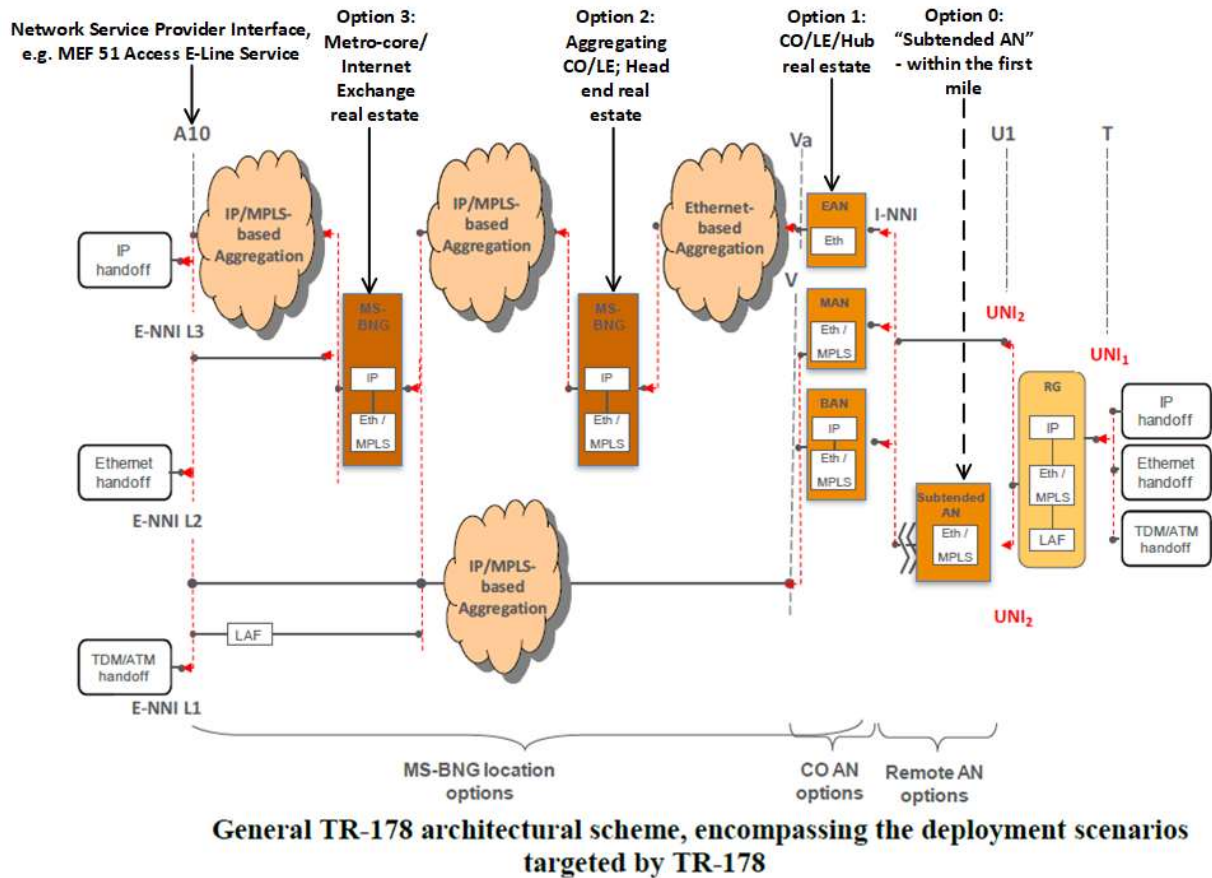 Network Service Provider Interface,
e.g. MEF 51 Access E-Line Service
Option 3:
Metro-core/
Internet
Exchange
real estate
Option 2:
Aggregating
CO/LE; Head
end real
estate
Option 1:
CO/LE/Hub
real estate
Option 0:
“Subtended AN”
- within the first
mile
A10
Va
U1
T
IP/MPLS-
based
Aggregation
IP/MPLS-
based
Aggregation
Ethernet-
based
Aggregation
EAN
Eth
I-NNI
IP
handoff
V
E-NNI L3
MS-
BNG
IP
Eth /
MPLS
MS-
BNG
IP
Eth /
MPLS
MAN
Eth /
MPLS
UNI2
UNI1
BAN
IP
Eth /
MPLS
RG
IP
Eth /
MPLS
LAF
IP
handoff
Ethernet
handoff
TDM/ATM
handoff
Ethernet
handoff
E-NNI L2
Subtended
AN
Eth /
MPLS
IP/MPLS-
based
Aggregation
UNI2
LAF
TDM/ATM
handoff
E-NNI L1
MS-BNG location
options
CO AN
options
Remote AN
options
General TR-178 architectural scheme, encompassing the deployment scenarios
targeted by TR-178